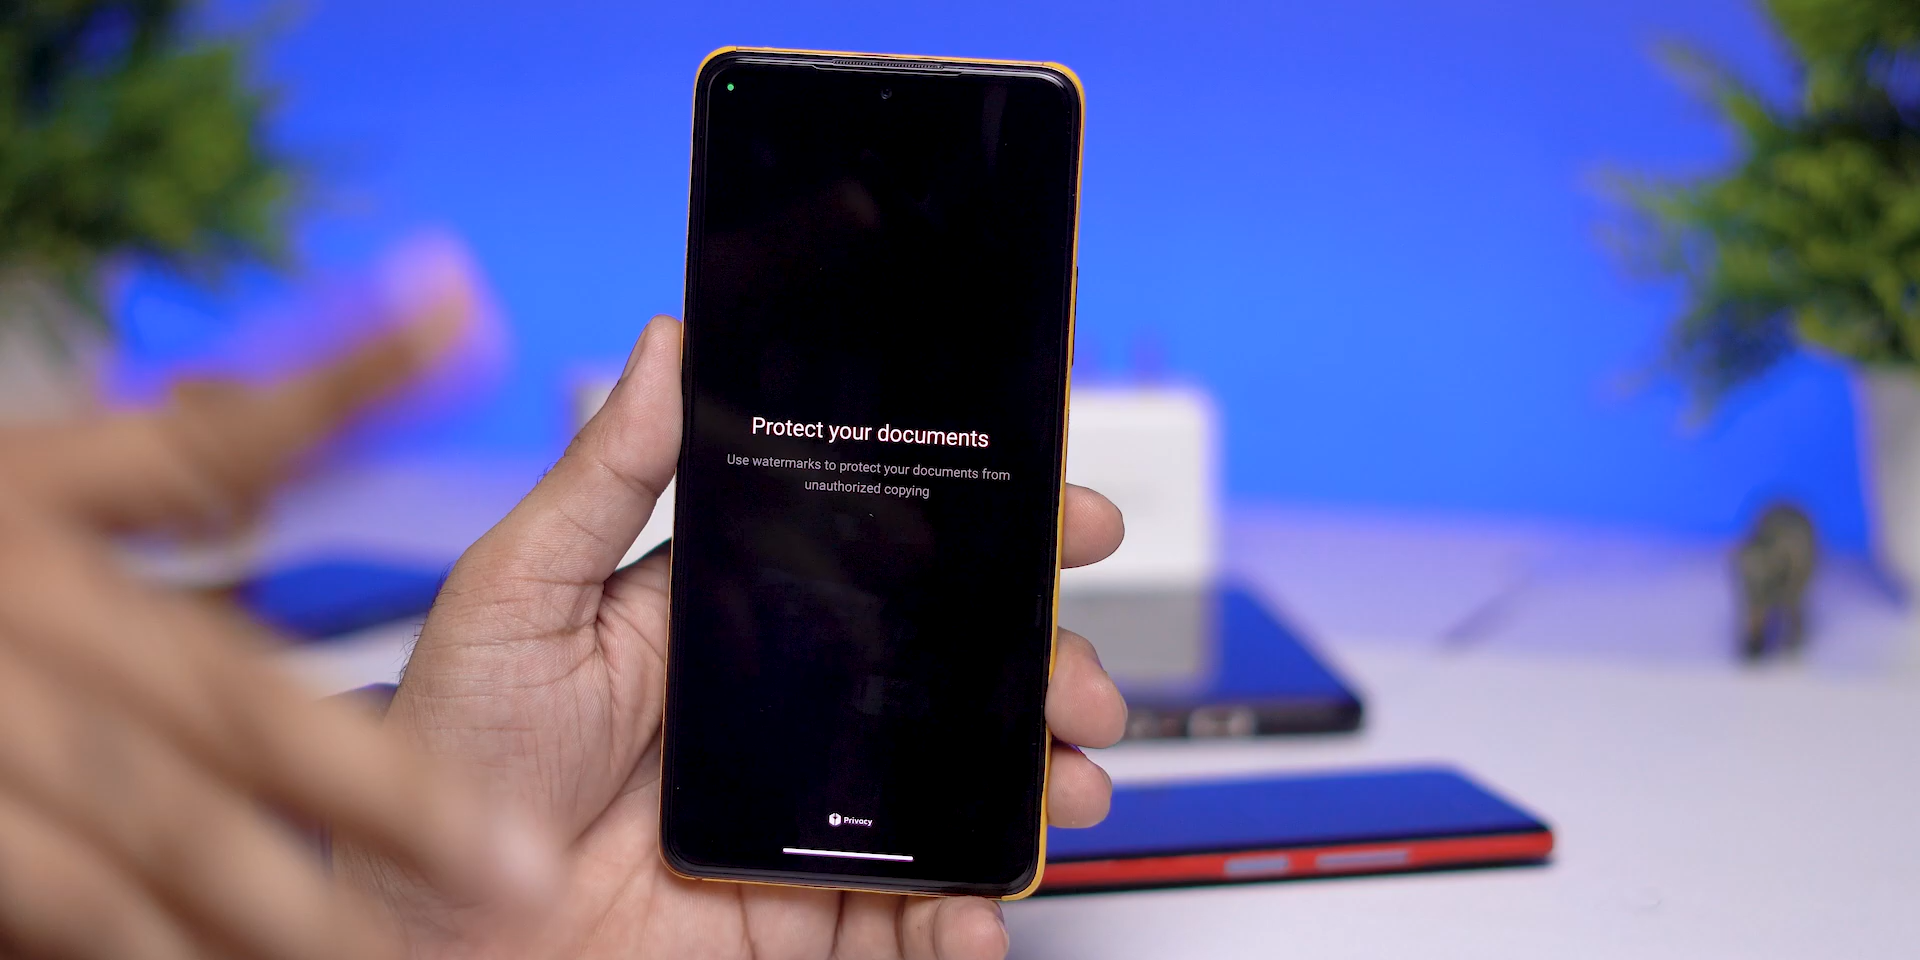 Protect your documents
Use watermarks to protect your documents from
unauthorized copying
Privacy